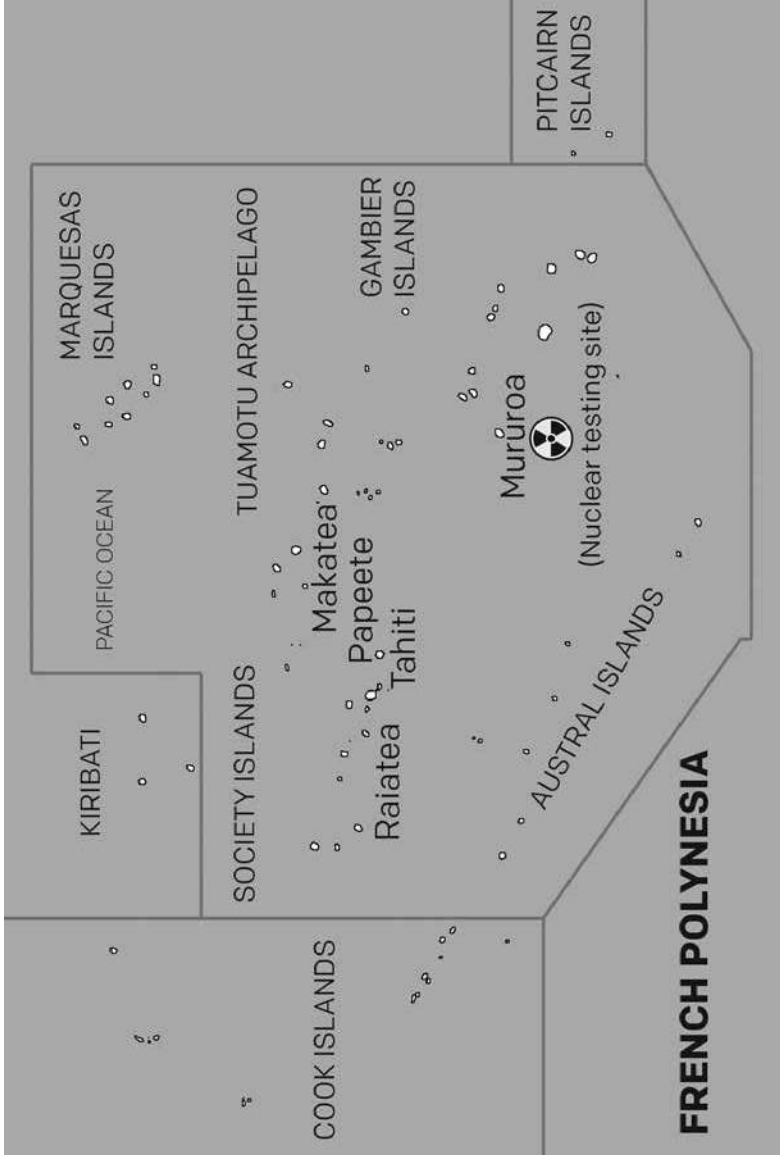 KIRIBATI
PACIFIC OCEAN
MARQUESAS
ISLANDS
COOK ISLANDS
SOCIETY ISLANDS
TUAMOTU ARCHIPELAGO
Makatea
Papeete
Tahiti
Raiatea
GAMBIER
ISLANDS
PITCAIRN
ISLANDS
Mururoa
(Nuclear testing site)
AUSTRAL ISLANDS
FRENCH POLYNESIA